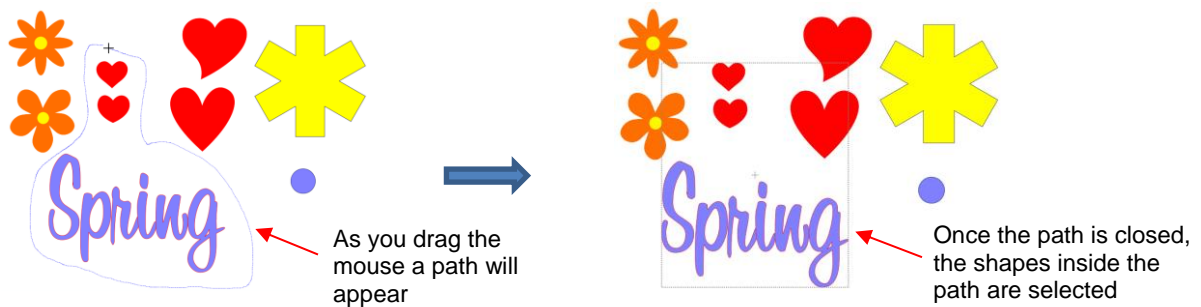 Spring
As you drag the
mouse a path will
appear
Spring
Once the path is closed,
the shapes inside the
path are selected